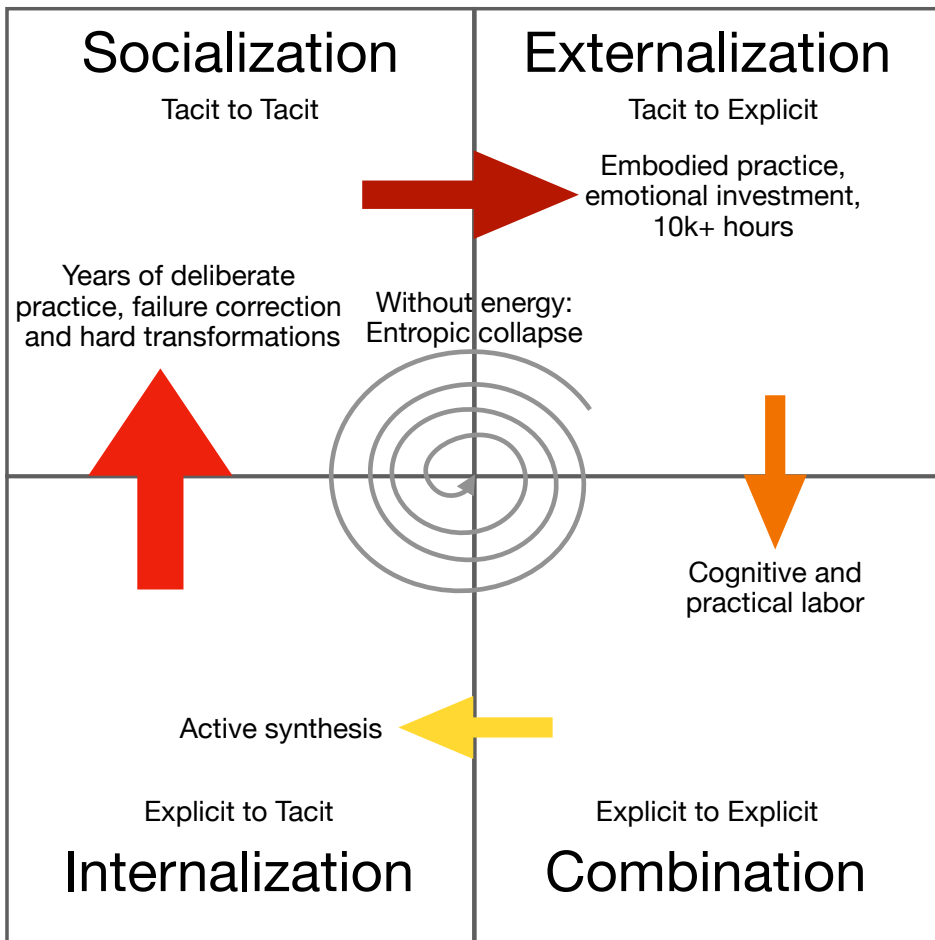 Socialization
Tacit to Tacit
Externalization
Tacit to Explicit
Embodied practice,
emotional investment,
10k+ hours
Years of deliberate
practice, failure correction
and hard transformations
Without energy:
Entropic collapse
Cognitive and
practical labor
Active synthesis
Explicit to Tacit
Internalization
Explicit to Explicit
Combination